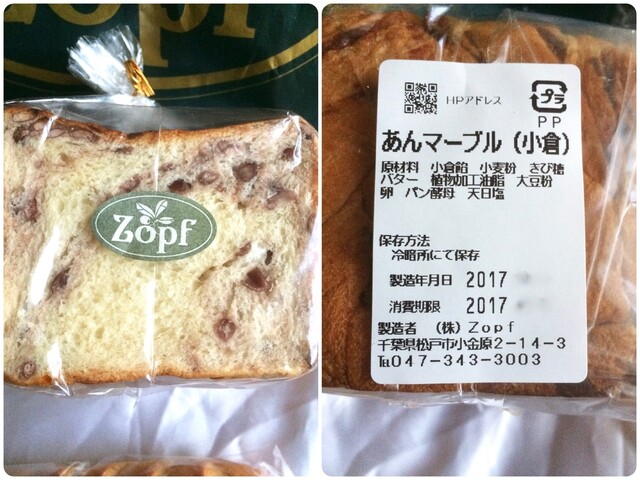 Zopf
Zopf
HPアドレス
プラ
PP
あんマーブル(小倉)
原材料 小倉餡 小麦粉 きび糖
バター 植物加工油脂 大豆粉
卵 パン酵母 天日塩
保存方法
冷暗所にて保存
製造年月日 2017
消費期限 2017
製造者 (株)Zopf
千葉県松戸市小金原2-14-3
℡047-343-3003